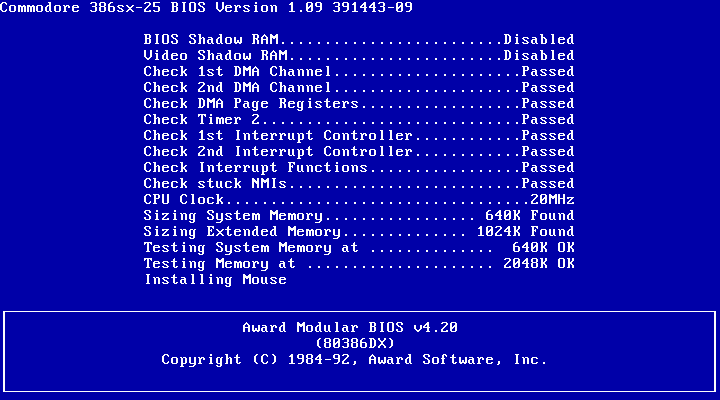 Commodore 386sx-25 BIOS Version 1.09 391443-09
BIOS Shadow RAM.........................Disabled
Video Shadow RAM........................Disabled
Check 1st DMA Channel.....................Passed
Check 2nd DMA Channel.....................Passed
Check DMA Page Registers..................Passed
Check Timer 2.............................Passed
Check 1st Interrupt Controller............Passed
Check 2nd Interrupt Controller............Passed
Check Interrupt Functions.................Passed
Check stuck NMIs..........................Passed
CPU Clock..................................20MHz
Sizing System Memory................. 640K Found
Sizing Extended Memory.............. 1024K Found
Testing System Memory at ..............  640K OK
Testing Memory at ..................... 2048K OK
Installing Mouse
Award Modular BIOS v4.20
(80386DX)
Copyright (C) 1984-92, Award Software, Inc.